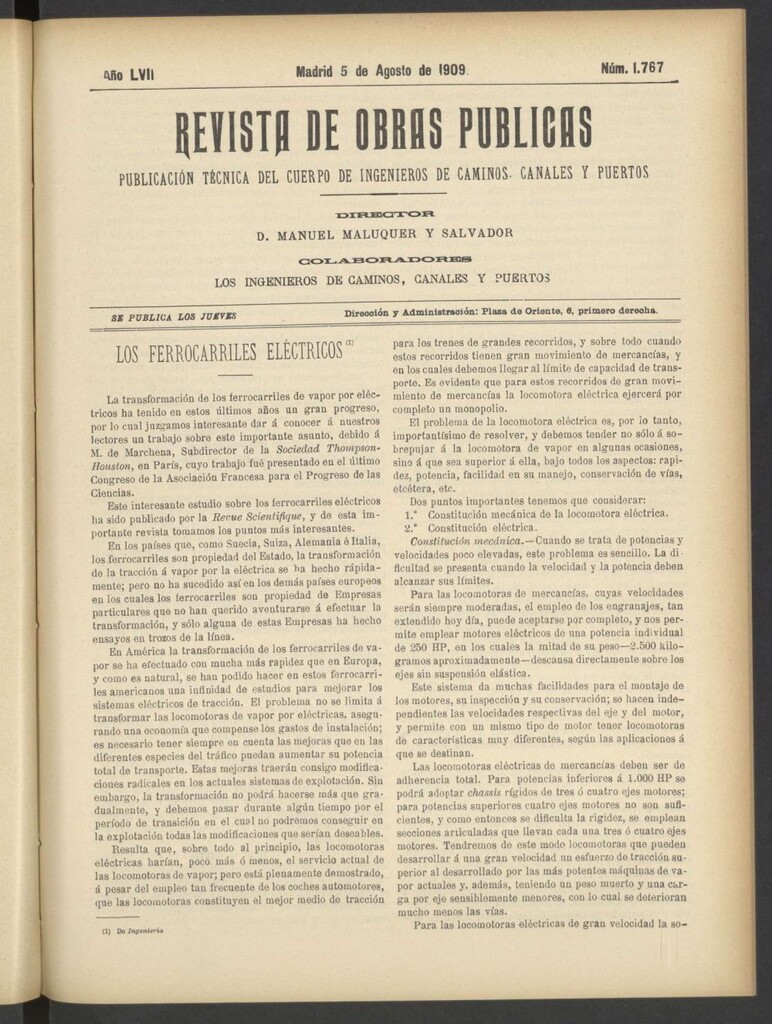 Año LVII
Madrid 5 de Agosto de 1909.
Núm. 1.767
REVISTA DE OBRAS PUBLICAS
PUBLICACIÓN TÉCNICA DEL CUERPO DE INGENIEROS DE CAMINOS. CANALES Y PUERTOS
DIRECTOR
D. MANUEL MALUQUER Y SALVADOR
COLABORADORES
LOS INGENIEROS DE CAMINOS, CANALES Y PUERTOS
SE PUBLICA LOS JUEVES
Dirección y Administración: Plaza de Oriente, 6, primero derecha.
LOS FERROCARRILES ELÉCTRICOS (1)
La transformación de los ferrocarriles de vapor por eléc-
tricos ha tenido en estos últimos años un gran progreso,
por lo cual juzgamos interesante dar á conocer á nuestros
lectores un trabajo sobre este importante asunto, debido á
M. de Marchena, Subdirector de la Sociedad Thompson-
Houston, en París, cuyo trabajo fué presentado en el último
Congreso de la Asociación Francesa para el Progreso de las
Ciencias.
Este interesante estudio sobre los ferrocarriles eléctricos
ha sido publicado por la Revue Scientifique, y de esta im-
portante revista tomamos los puntos más interesantes.
En los países que, como Suecia, Suiza, Alemania é Italia,
los ferrocarriles son propiedad del Estado, la transformación
de la tracción á vapor por la eléctrica se ha hecho rápida-
mente; pero no ha sucedido así en los demás países europeos
en los cuales los ferrocarriles son propiedad de Empresas
particulares que no han querido aventurarse á efectuar la
transformación, y sólo alguna de estas Empresas ha hecho
ensayos en trozos de la línea.
En América la transformación de los ferrocarriles de va-
por se ha efectuado con mucha más rapidez que en Europa,
y como es natural, se han podido hacer en estos ferrocarri-
les americanos una infinidad de estudios para mejorar los
sistemas eléctricos de tracción. El problema no se limita á
transformar las locomotoras de vapor por eléctricas, asegu-
rando una economía que compense los gastos de instalación;
es necesario tener siempre en cuenta las mejoras que en las
diferentes especies del tráfico puedan aumentar su potencia
total de transporte. Estas mejoras traerán consigo modifica-
ciones radicales en los actuales sistemas de explotación. Sin
embargo, la transformación no podrá hacerse más que gra-
dualmente, y debemos pasar durante algún tiempo por el
período de transición en el cual no podremos conseguir en
la explotación todas las modificaciones que serían deseables.
Resulta que, sobre todo al principio, las locomotoras
eléctricas harían, poco más ó menos, el servicio actual de
las locomotoras de vapor; pero está plenamente demostrado,
á pesar del empleo tan frecuente de los coches automotores,
que las locomotoras constituyen el mejor medio de tracción
(1) De Ingeniería
para los trenes de grandes recorridos, y sobre todo cuando
estos recorridos tienen gran movimiento de mercancías, y
en los cuales debemos llegar al límite de capacidad de trans-
porte. Es evidente que para estos recorridos de gran movi-
miento de mercancías la locomotora eléctrica ejercerá por
completo un monopolio.
El problema de la locomotora eléctrica es, por lo tanto,
importantísimo de resolver, y debemos tender no sólo á so-
brepujar á la locomotora de vapor en algunas ocasiones,
sino á que sea superior á ella, bajo todos los aspectos: rapi-
dez, potencia, facilidad en su manejo, conservación de vías,
etcétera, etc.
Dos puntos importantes tenemos que considerar:
1.° Constitución mecánica de la locomotora eléctrica.
2.° Constitución eléctrica.
Constitución mecánica.—Cuando se trata de potencias y
velocidades poco elevadas, este problema es sencillo. La di-
ficultad se presenta cuando la velocidad y la potencia deben
alcanzar sus límites.
Para las locomotoras de mercancías, cuyas velocidades
serán siempre moderadas, el empleo de los engranajes, tan
extendido hoy día, puede aceptarse por completo, y nos per-
mite emplear motores eléctricos de una potencia individual
de 250 HP, en los cuales la mitad de su peso—2.500 kilo-
gramos aproximadamente—descausa directamente sobre los
ejes sin suspensión elástica.
Este sistema da muchas facilidades para el montaje de
los motores, su inspección y su conservación; se hacen inde-
pendientes las velocidades respectivas del eje y del motor,
y permite con un mismo tipo de motor tener locomotoras
de características muy diferentes, según las aplicaciones á
que se destinan.
Las locomotoras eléctricas de mercancías deben ser de
adherencia total. Para potencias inferiores á 1.000 HP se
podrá adoptar chassis rígidos de tres ó cuatro ejes motores;
para potencias superiores cuatro ejes motores no son sufi-
cientes, y como entonces se dificulta la rigidez, se emplean
secciones articuladas que llevan cada una tres ó cuatro ejes
motores. Tendremos de este modo locomotoras que pueden
desarrollar á una gran velocidad un esfuerzo de tracción su-
perior al desarrollado por las más potentes máquinas de va-
por actuales y, además, teniendo un peso muerto y una car-
ga por eje sensiblemente menores, con lo cual se deterioran
mucho menos las vías.
Para las locomotoras eléctricas de gran velocidad la so-